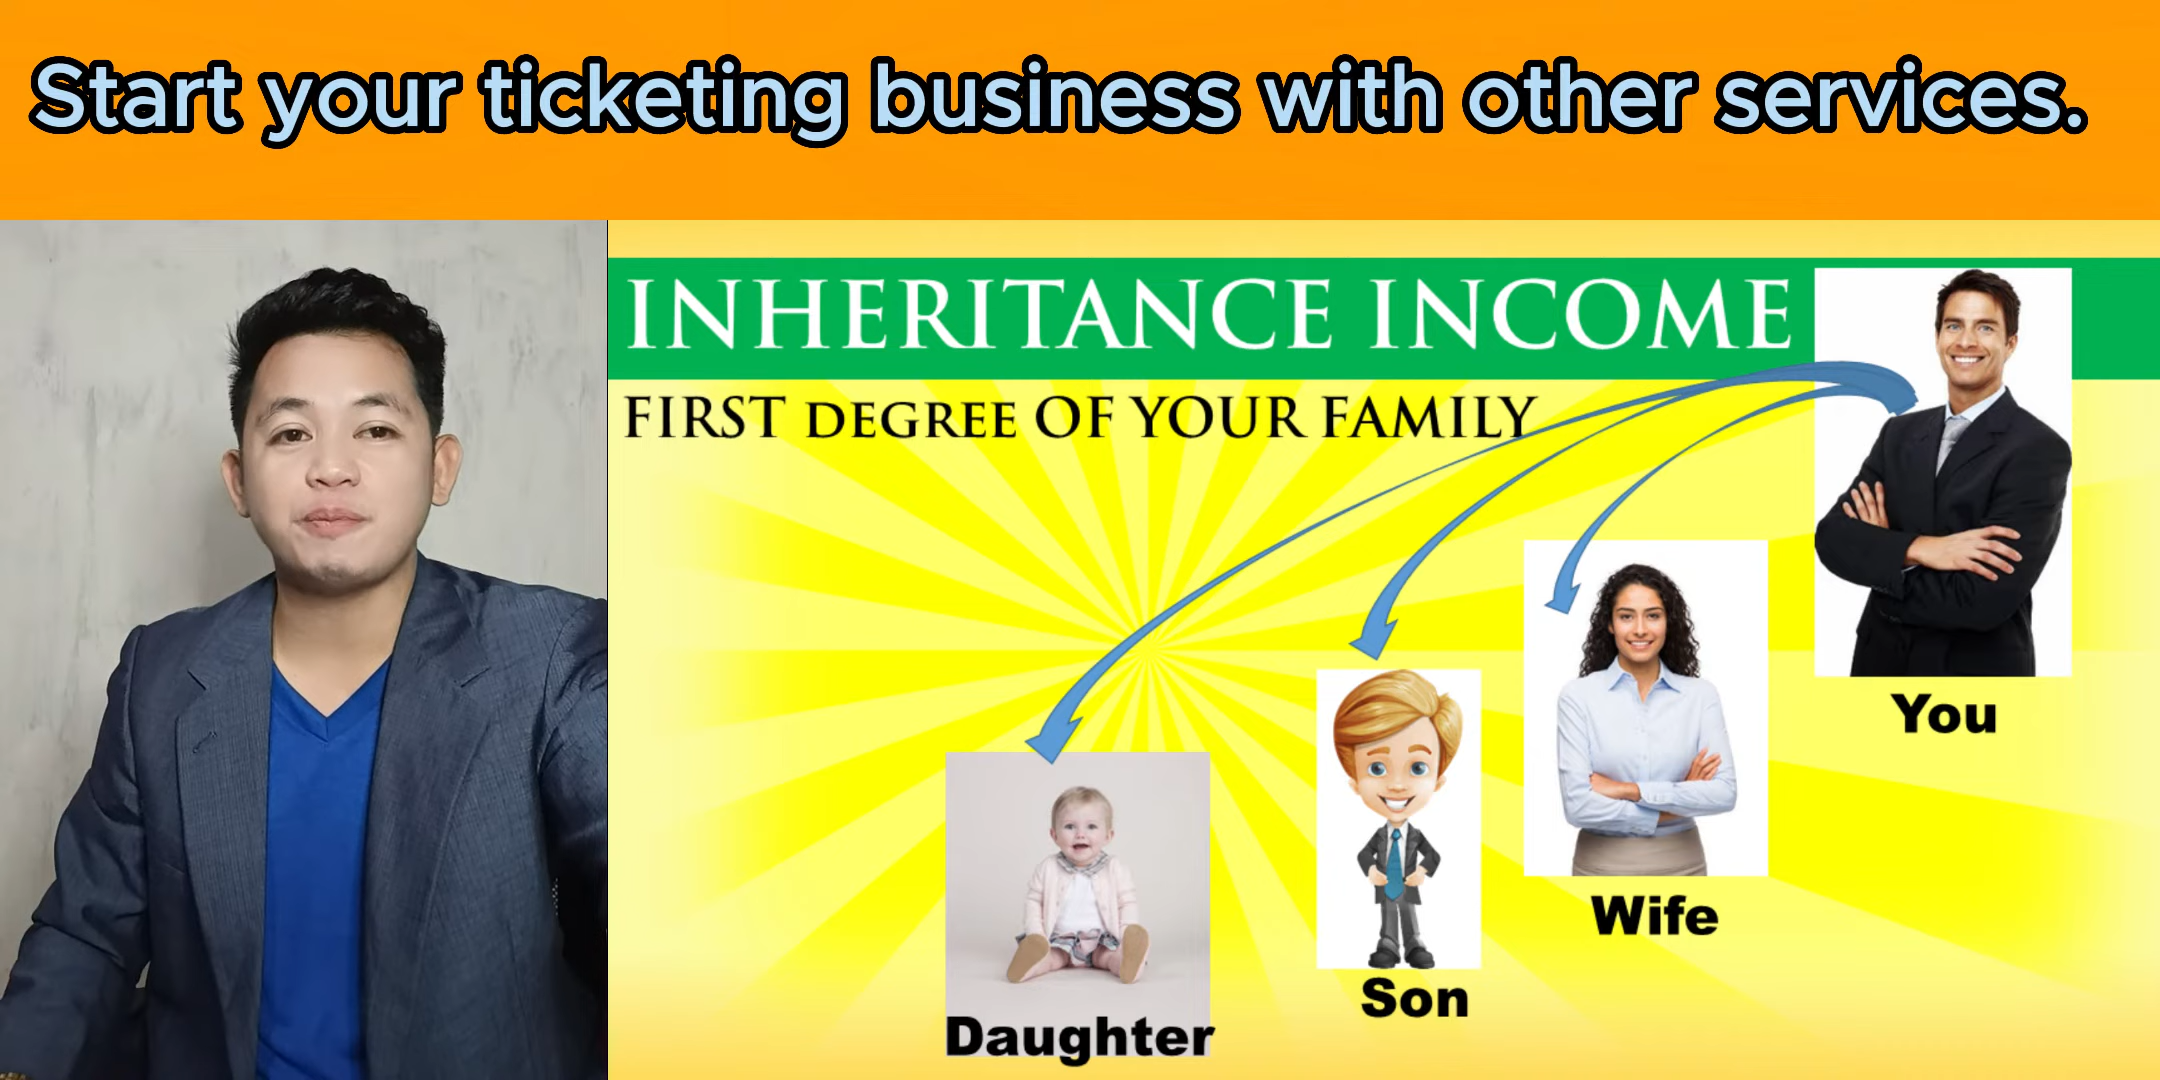 Start your ticketing business with other services.
INHERITANCE INCOME
FIRST DEGREE OF YOUR FAMILY
You
Wife
Son
Daughter